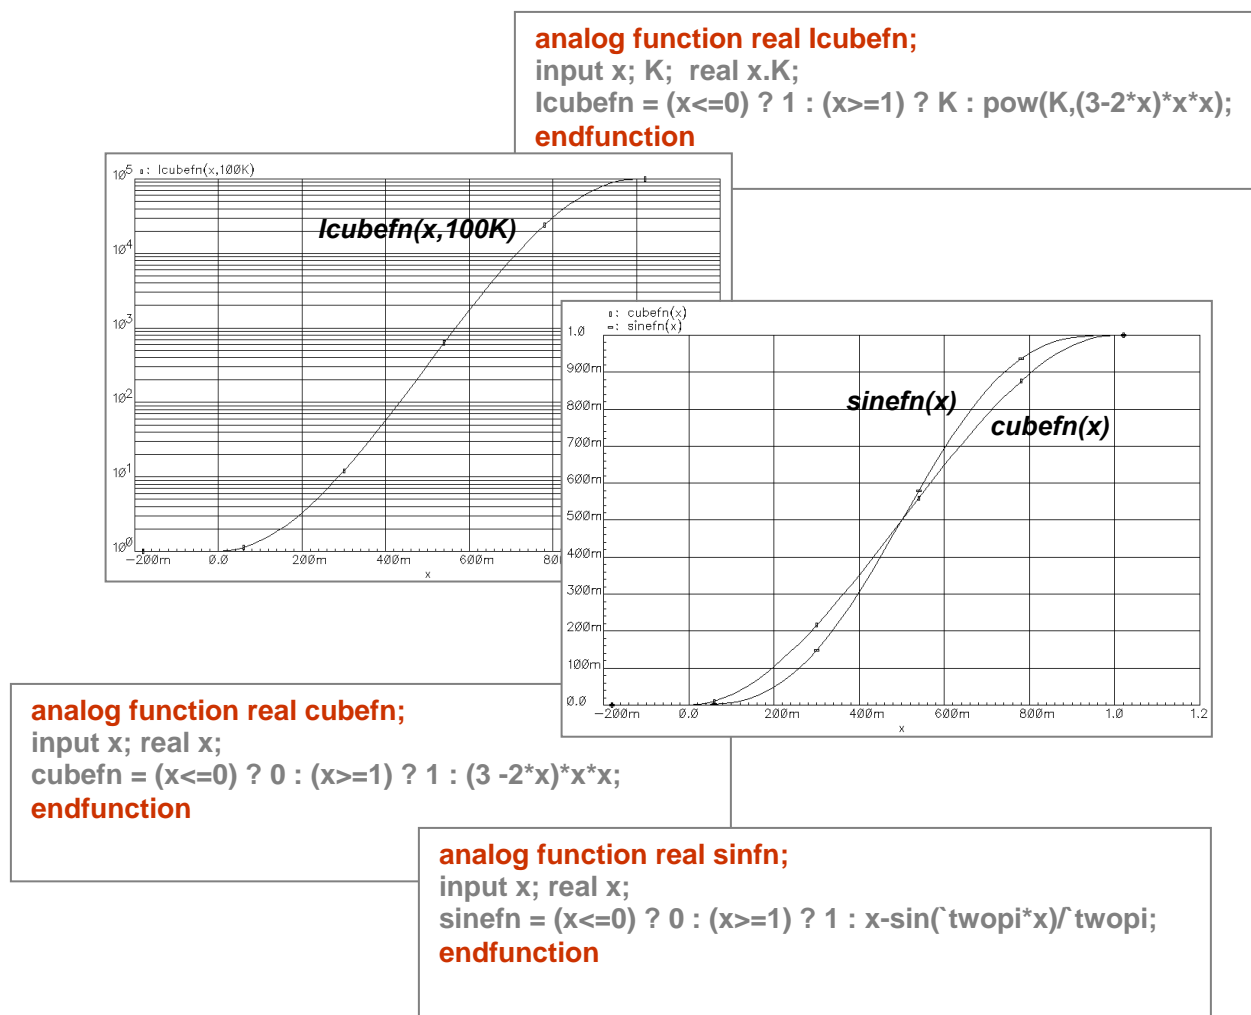 analog function real lcubefn;
input x; K;  real x.K;
lcubefn = (x<=0) ? 1 : (x>=1) ? K : pow(K,(3-2*x)*x*x;
endfunction
▯: lcubefn(x,100K)
lcubefn(x,100K)
10^5
10^4
10^3
10^2
10^1
10^0
-200m 0.0 200m 400m 600m 80
x
▯: cubefn(x)
▭: sinefn(x)
sinefn(x)
cubefn(x)
1.0
900m
800m
700m
600m
500m
400m
300m
200m
100m
0.0
-200m 0.0 200m 400m 600m 800m 1.0 1.2
x
analog function real cubefn;
input x; real x;
cubefn = (x<=0) ? 0 : (x>=1) ? 1 : (3 -2*x)*x*x;
endfunction
analog function real sinfn;
input x; real x;
sinefn = (x<=0) ? 0 : (x>=1) ? 1 : x-sin(`twopi*x)/`twopi;
endfunction